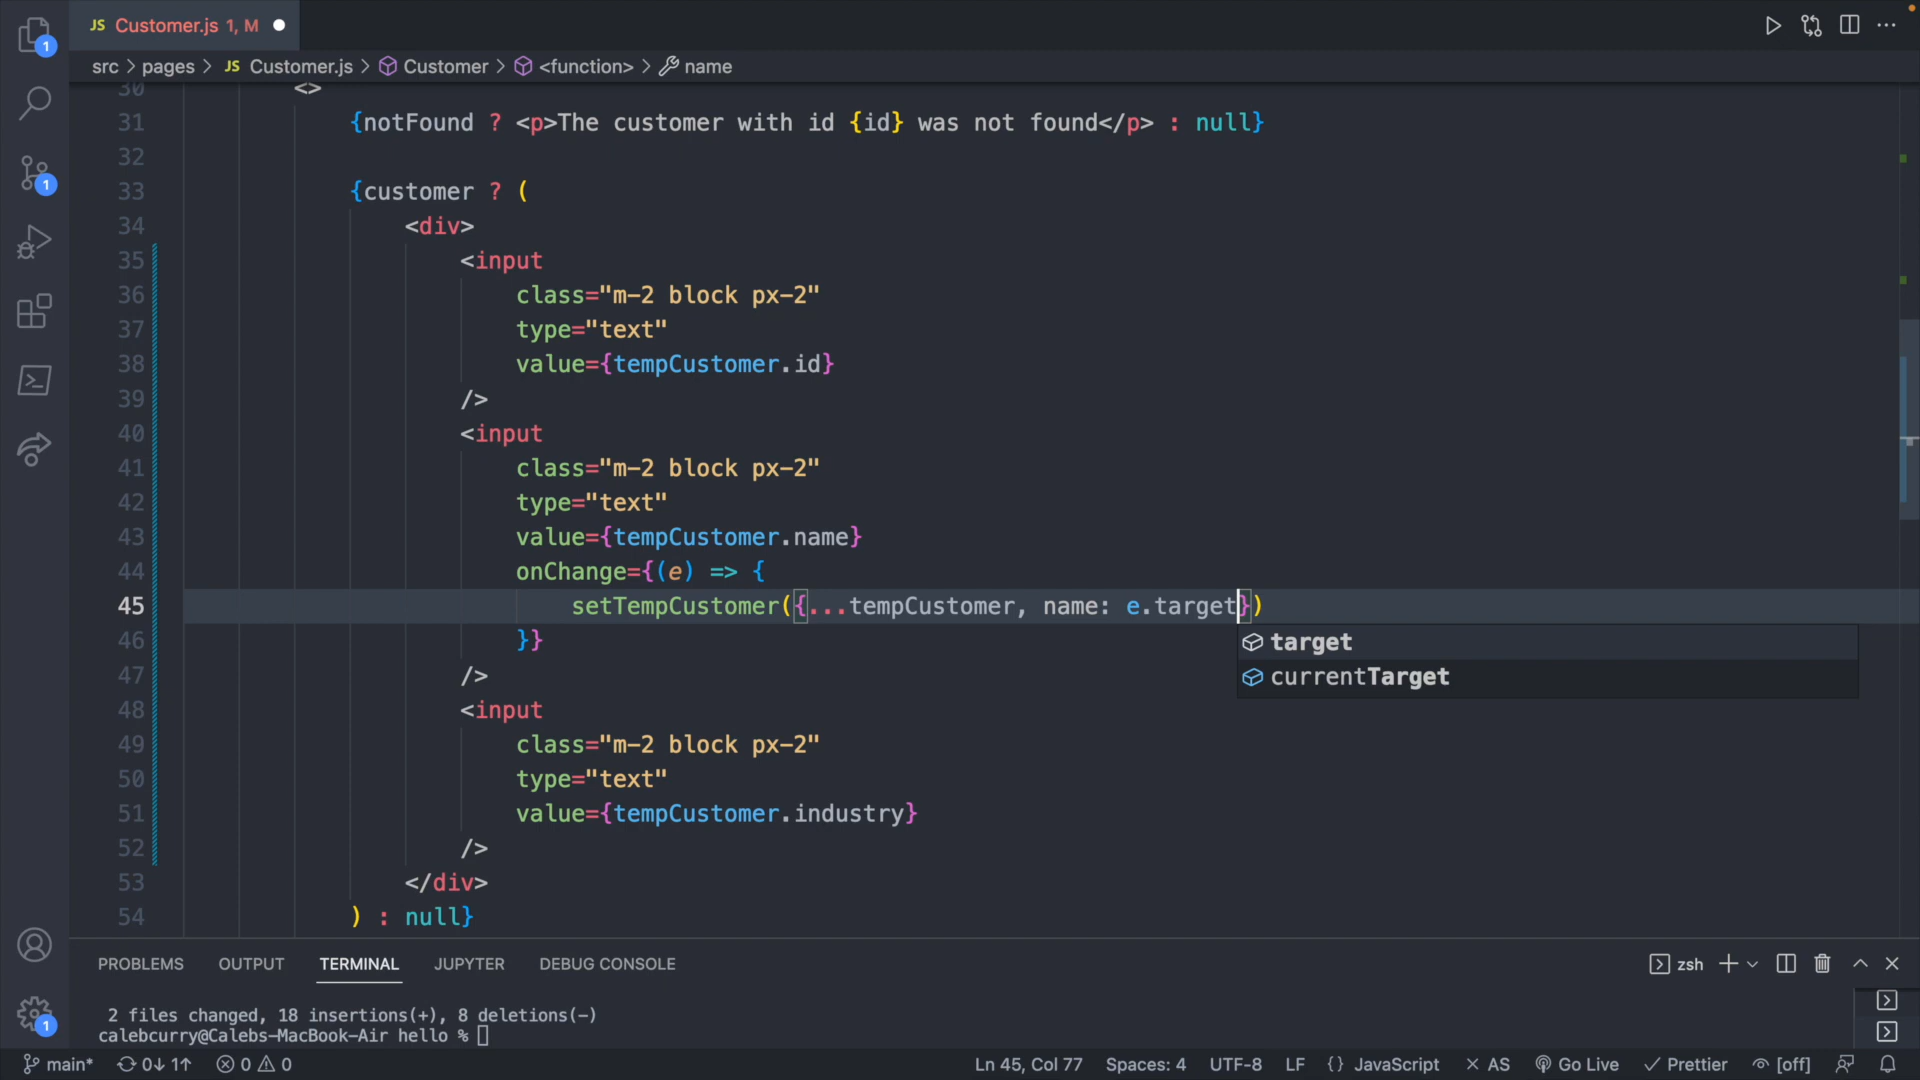 JS Customer.js 1, M
src > pages > JS Customer.js > Customer > <function> > name
30 <>
31 {notFound ? <p>The customer with id {id} was not found</p> : null}
32
33 {customer ? (
34 <div>
35 <input
36 class="m-2 block px-2"
37 type="text"
38 value={tempCustomer.id}
39 />
40 <input
41 class="m-2 block px-2"
42 type="text"
43 value={tempCustomer.name}
44 onChange={(e) => {
45 setTempCustomer({...tempCustomer, name: e.target})
target
46 }}
currentTarget
47 />
48 <input
49 class="m-2 block px-2"
50 type="text"
51 value={tempCustomer.industry}
52 />
53 </div>
54 ) : null}
PROBLEMS OUTPUT TERMINAL JUPYTER DEBUG CONSOLE zsh
2 files changed, 18 insertions(+), 8 deletions(-)
calebcurry@Calebs-MacBook-Air hello %
main* 0↓ 1↑ 0 0 Ln 45, Col 77 Spaces: 4 UTF-8 LF {} JavaScript × AS Go Live ✓ Prettier [off]
1
1
1